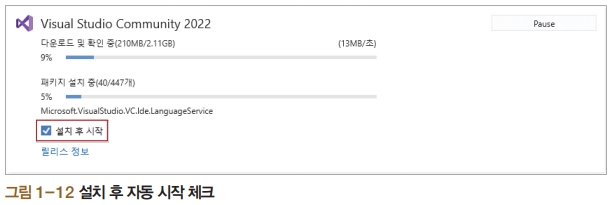 Visual Studio Community 2022
Pause
다운로드 및 확인 중(210MB/2.11GB) (13MB/초)
9%
패키지 설치 중(40/447개)
5%
Microsoft.VisualStudio.VC.Ide.LanguageService
설치 후 시작
릴리스 정보
그림 1-12 설치 후 자동 시작 체크